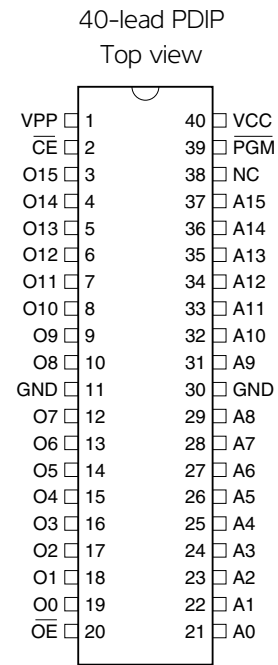 40-lead PDIP
Top view
VPP 1 40 VCC
C̅E̅ 2 39 P̅G̅M̅
O15 3 38 NC
O14 4 37 A15
O13 5 36 A14
O12 6 35 A13
O11 7 34 A12
O10 8 33 A11
O9 9 32 A10
O8 10 31 A9
GND 11 30 GND
O7 12 29 A8
O6 13 28 A7
O5 14 27 A6
O4 15 26 A5
O3 16 25 A4
O2 17 24 A3
O1 18 23 A2
O0 19 22 A1
O̅E̅ 20 21 A0